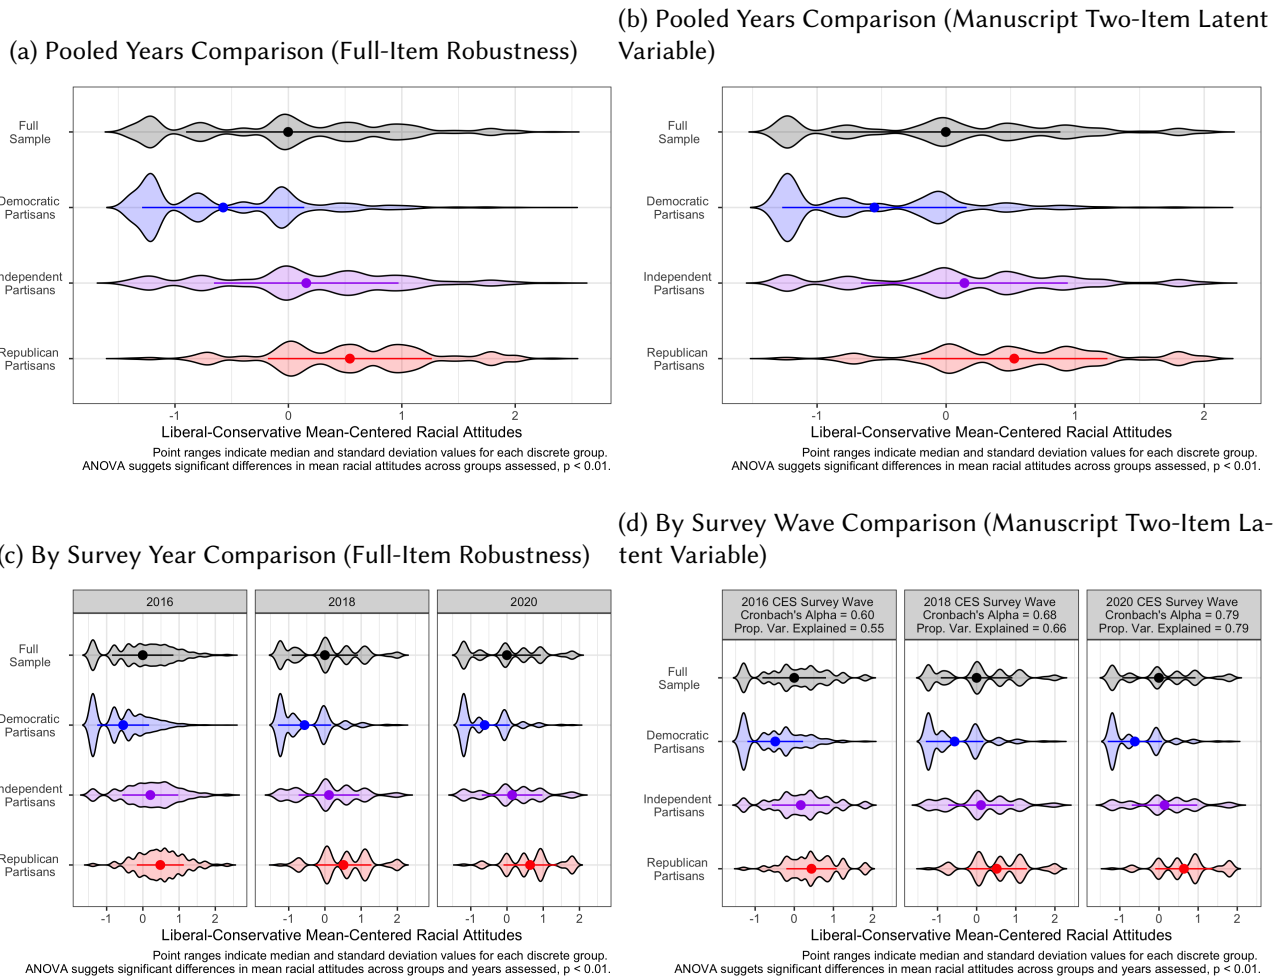 (a) Pooled Years Comparison (Full-Item Robustness)
Full
Sample
Democratic
Partisans
Independent
Partisans
Republican
Partisans
-1 0 1 2
Liberal-Conservative Mean-Centered Racial Attitudes
Point ranges indicate median and standard deviation values for each discrete group.
ANOVA suggets significant differences in mean racial attitudes across groups assessed, p < 0.01.
(b) Pooled Years Comparison (Manuscript Two-Item Latent
Variable)
Full
Sample
Democratic
Partisans
Independent
Partisans
Republican
Partisans
-1 0 1 2
Liberal-Conservative Mean-Centered Racial Attitudes
Point ranges indicate median and standard deviation values for each discrete group.
ANOVA suggets significant differences in mean racial attitudes across groups assessed, p < 0.01.
(c) By Survey Year Comparison (Full-Item Robustness)
2016 2018 2020
Full
Sample
Democratic
Partisans
Independent
Partisans
Republican
Partisans
-1 0 1 2 -1 0 1 2 -1 0 1 2
Liberal-Conservative Mean-Centered Racial Attitudes
Point ranges indicate median and standard deviation values for each discrete group.
ANOVA suggets significant differences in mean racial attitudes across groups and years assessed, p < 0.01.
(d) By Survey Wave Comparison (Manuscript Two-Item La-
tent Variable)
2016 CES Survey Wave
Cronbach's Alpha = 0.60
Prop. Var. Explained = 0.55
2018 CES Survey Wave
Cronbach's Alpha = 0.68
Prop. Var. Explained = 0.66
2020 CES Survey Wave
Cronbach's Alpha = 0.79
Prop. Var. Explained = 0.79
Full
Sample
Democratic
Partisans
Independent
Partisans
Republican
Partisans
-1 0 1 2 -1 0 1 2 -1 0 1 2
Liberal-Conservative Mean-Centered Racial Attitudes
Point ranges indicate median and standard deviation values for each discrete group.
ANOVA suggets significant differences in mean racial attitudes across groups and years assessed, p < 0.01.